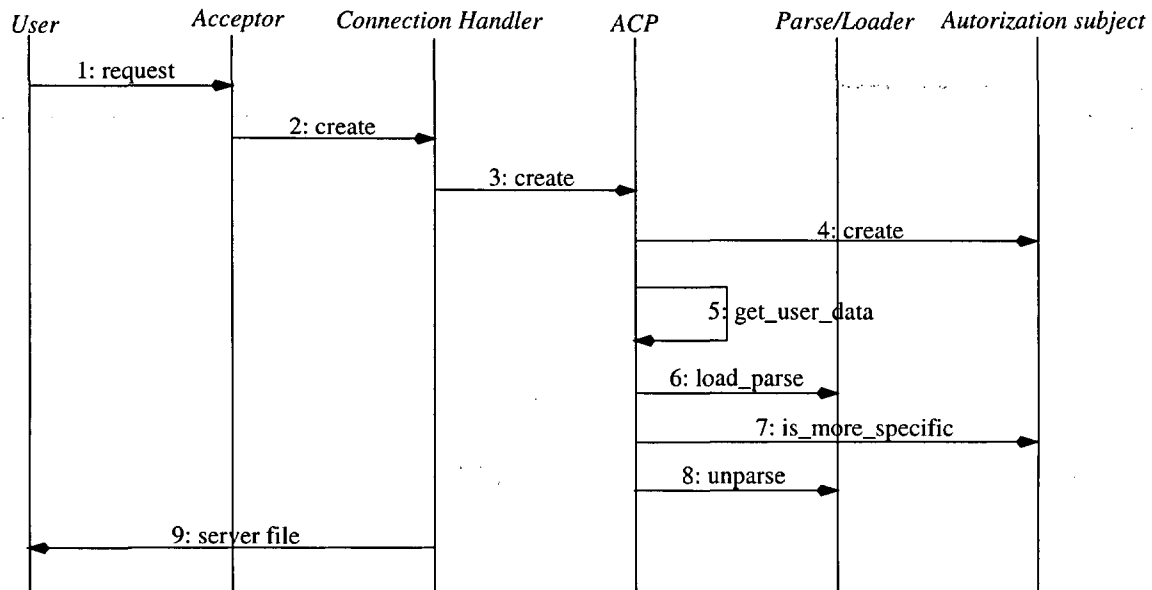 User Acceptor Connection Handler ACP Parse/Loader Autorization subject
1: request
2: create
3: create
4: create
5: get_user_data
6: load_parse
7: is_more_specific
8: unparse
9: server file